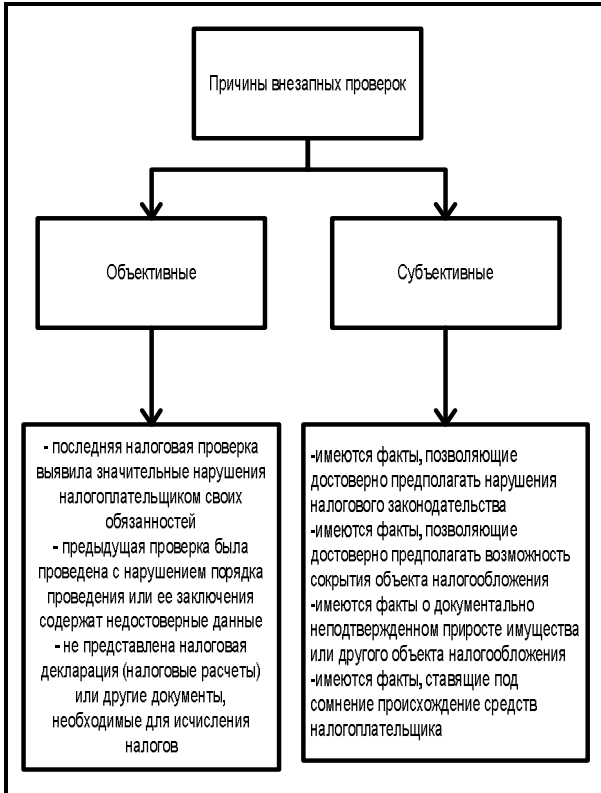 Причины внезапных проверок
Объективные
Субъективные
- последняя налоговая проверка
выявила значительные нарушения
налогоплательщиком своих
обязанностей
- предыдущая проверка была
проведена с нарушением порядка
проведения или ее заключения
содержат недостоверные данные
- не представлена налоговая
декларация (налоговые расчеты)
или другие документы,
необходимые для исчисления
налогов
-имеются факты, позволяющие
достоверно предполагать нарушения
налогового законодательства
-имеются факты, позволяющие
достоверно предполагать возможность
сокрытия объекта налогообложения
-имеются факты о документально
неподтвержденном приросте имущества
или другого объекта налогообложения
-имеются факты, ставящие под
сомнение происхождение средств
налогоплательщика